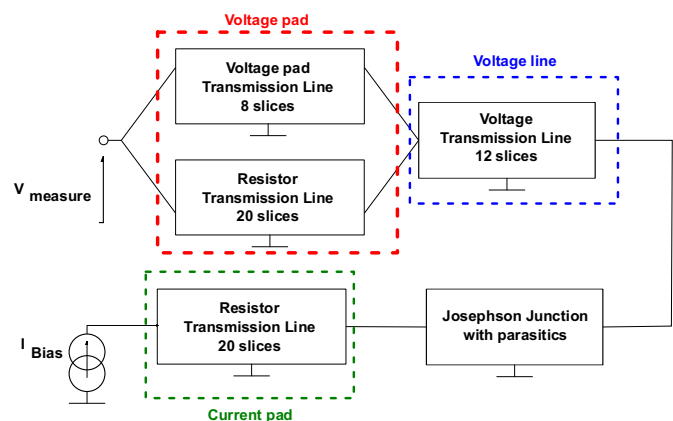 Voltage pad
Voltage line
Voltage pad
Transmission Line
8 slices
Voltage
Transmission Line
12 slices
Resistor
Transmission Line
20 slices
V measure
Resistor
Transmission Line
20 slices
Josephson Junction
with parasitics
I Bias
Current pad